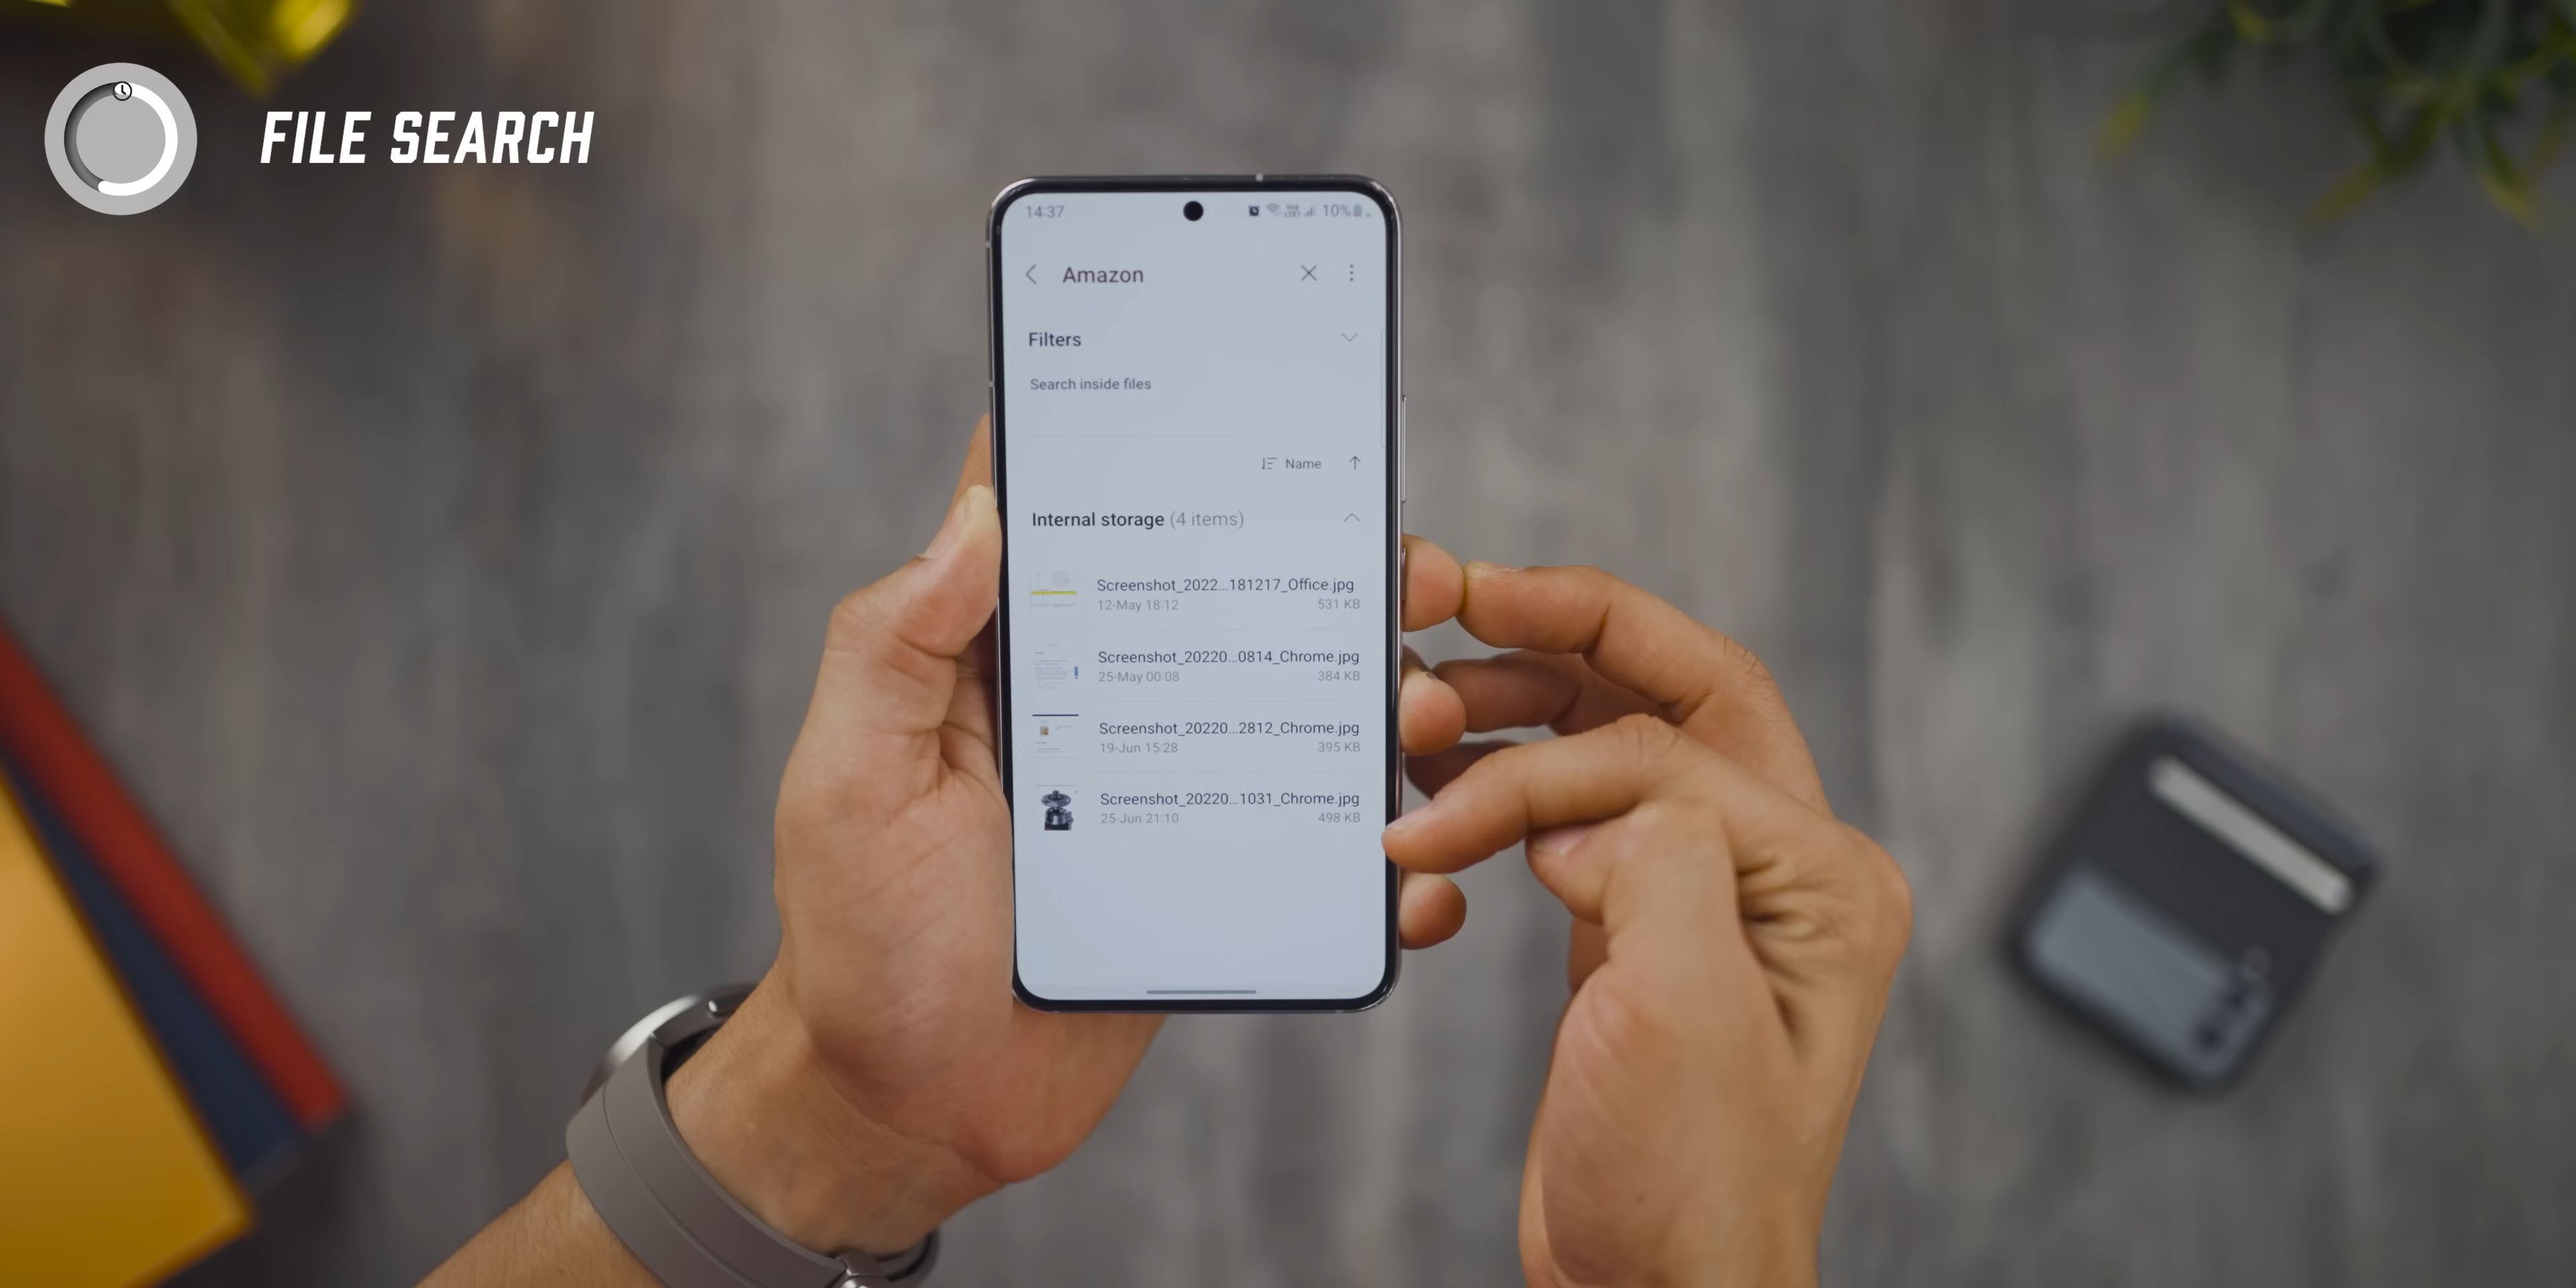 FILE SEARCH
14:37
10%
Amazon
Filters
Search inside files
Name
Internal storage (4 items)
Screenshot_2022...181217_Office.jpg
12-May 18:12 531 KB
Screenshot_20220...0814_Chrome.jpg
25-May 00:08 384 KB
Screenshot_20220...2812_Chrome.jpg
19-Jun 15:28 395 KB
Screenshot_20220...1031_Chrome.jpg
25-Jun 21:10 498 KB